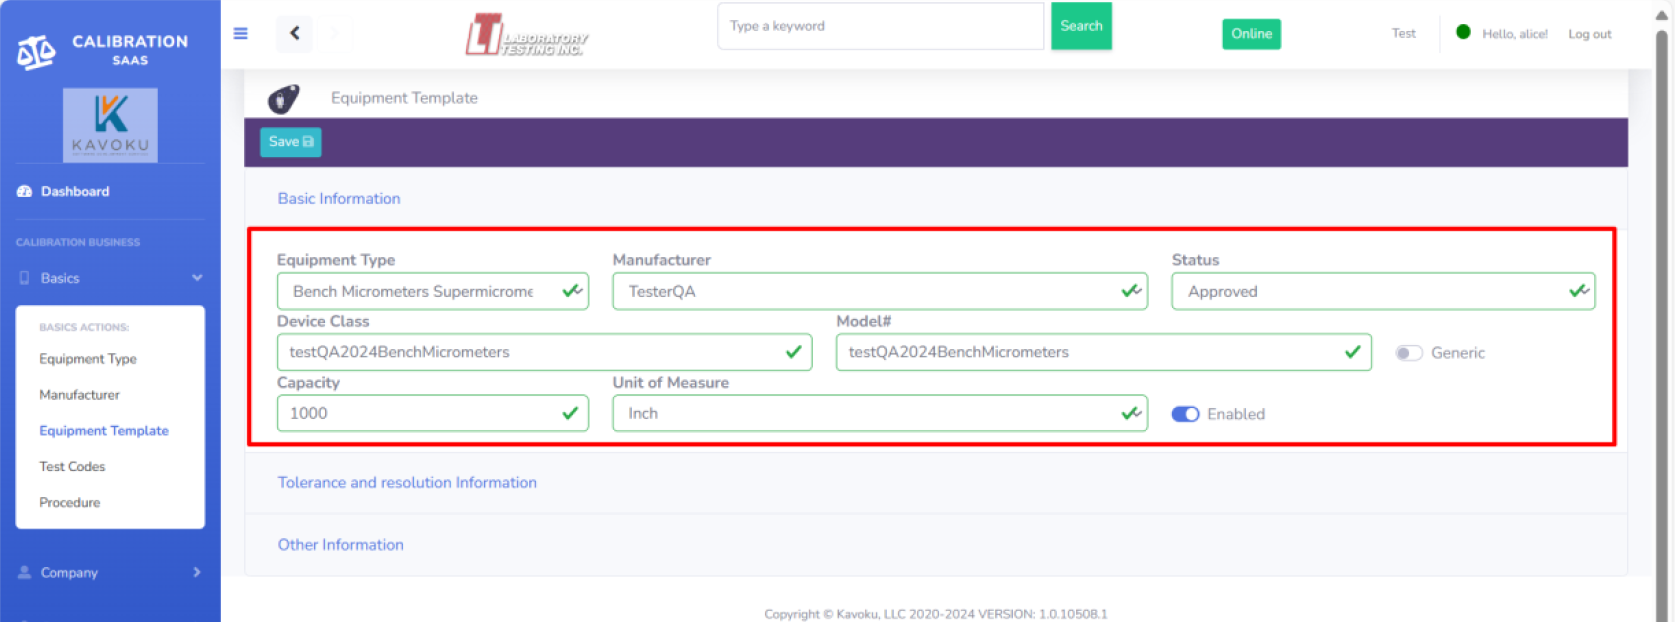 CALIBRATION
SAAS
KAVOKU
Dashboard
CALIBRATION BUSINESS
Basics
BASICS ACTIONS:
Equipment Type
Manufacturer
Equipment Template
Test Codes
Procedure
Company
LTI LABORATORY
TESTING INC.
Type a keyword
Search
Online
Test
Hello, alice!
Log out
Equipment Template
Save
Basic Information
Equipment Type Manufacturer Status
Bench Micrometers Supermicrome TesterQA Approved
Device Class Model#
testQA2024BenchMicrometers testQA2024BenchMicrometers Generic
Capacity Unit of Measure
1000 Inch Enabled
Tolerance and resolution Information
Other Information
Copyright © Kavoku, LLC 2020-2024 VERSION: 1.0.10508.1